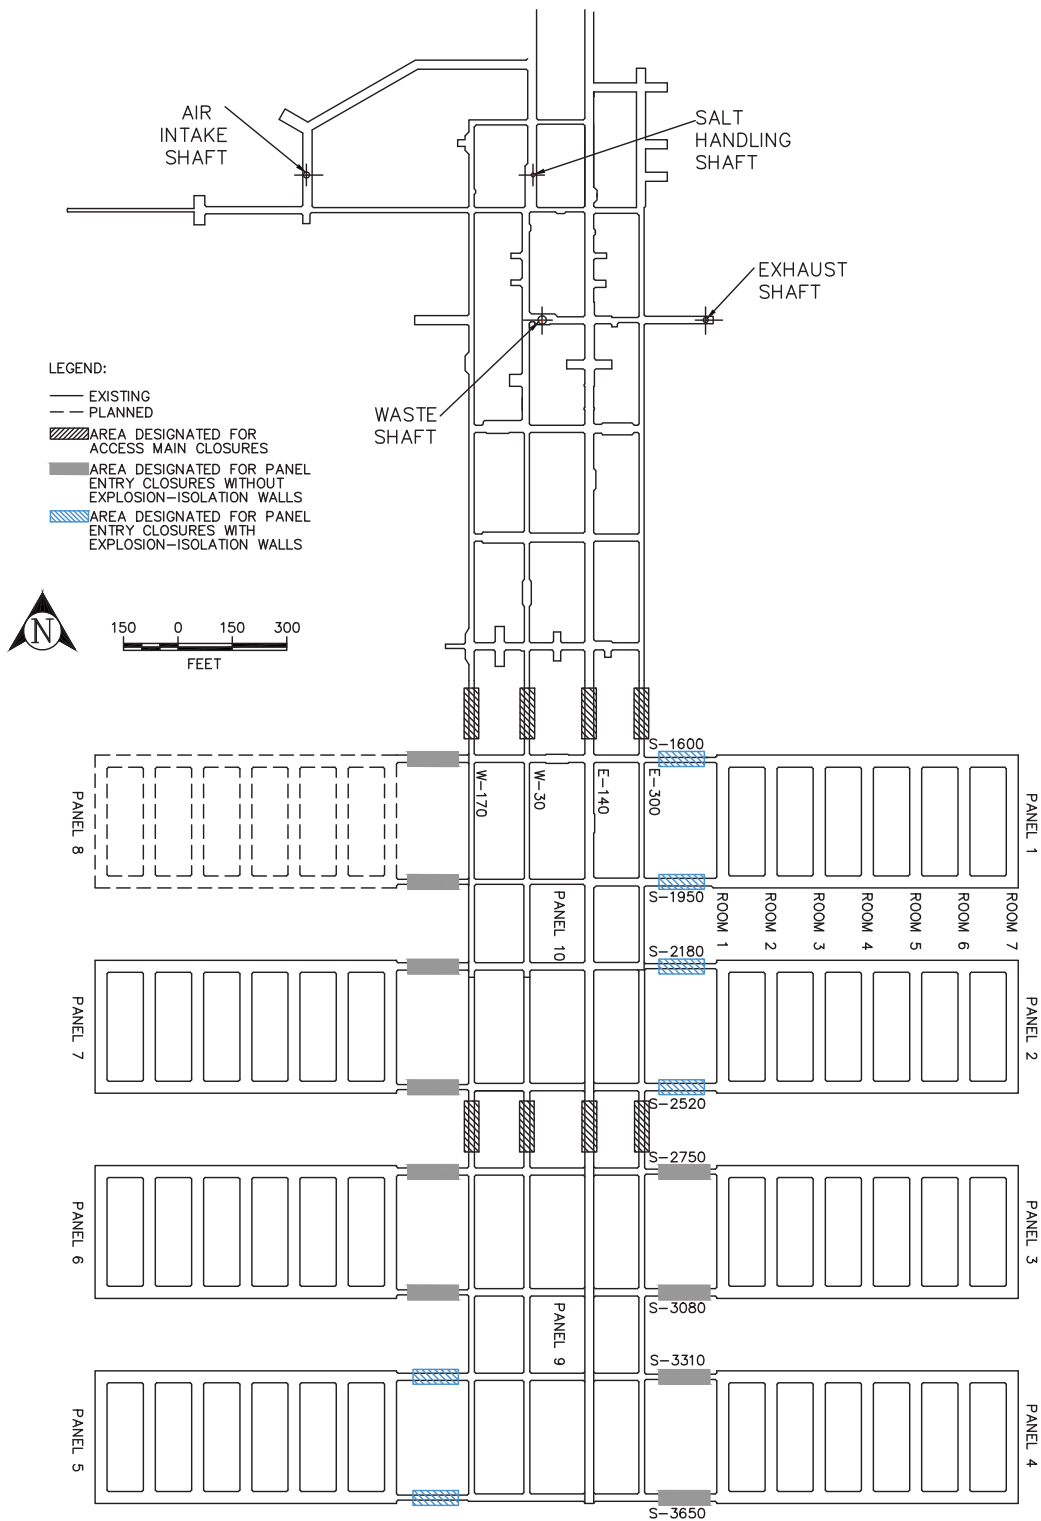 AIR
INTAKE
SHAFT
SALT
HANDLING
SHAFT
EXHAUST
SHAFT
WASTE
SHAFT
LEGEND:
EXISTING
PLANNED
AREA DESIGNATED FOR
ACCESS MAIN CLOSURES
AREA DESIGNATED FOR PANEL
ENTRY CLOSURES WITHOUT
EXPLOSION-ISOLATION WALLS
AREA DESIGNATED FOR PANEL
ENTRY CLOSURES WITH
EXPLOSION-ISOLATION WALLS
N
150 0 150 300
FEET
S-1600
W-170
W-30
E-140
E-300
PANEL 8
PANEL 1
S-1950
PANEL 10
ROOM 1
ROOM 2
ROOM 3
ROOM 4
ROOM 5
ROOM 6
ROOM 7
S-2180
PANEL 7
PANEL 2
S-2520
S-2750
PANEL 6
PANEL 3
S-3080
PANEL 9
S-3310
PANEL 5
PANEL 4
S-3650